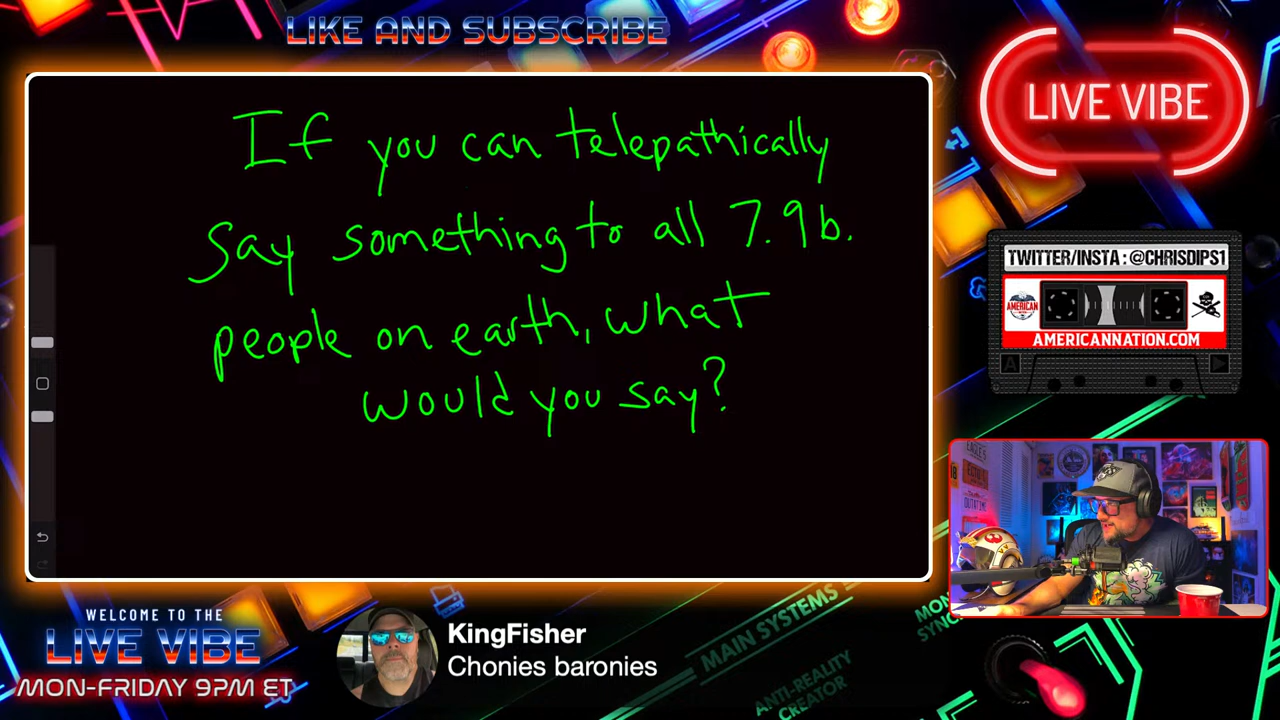 LIKE AND SUBSCRIBE
LIVE VIBE
If you can telepathically
say something to all 7.9b.
people on earth, what
would you say?
TWITTER/INSTA : @CHRISDIPS1
AMERICAN
AMERICANNATION.COM
A
WELCOME TO THE
LIVE VIBE
MON-FRIDAY 9PM ET
KingFisher
Chonies baronies
MAIN SYSTEMS
ANTI-REALITY
CREATOR